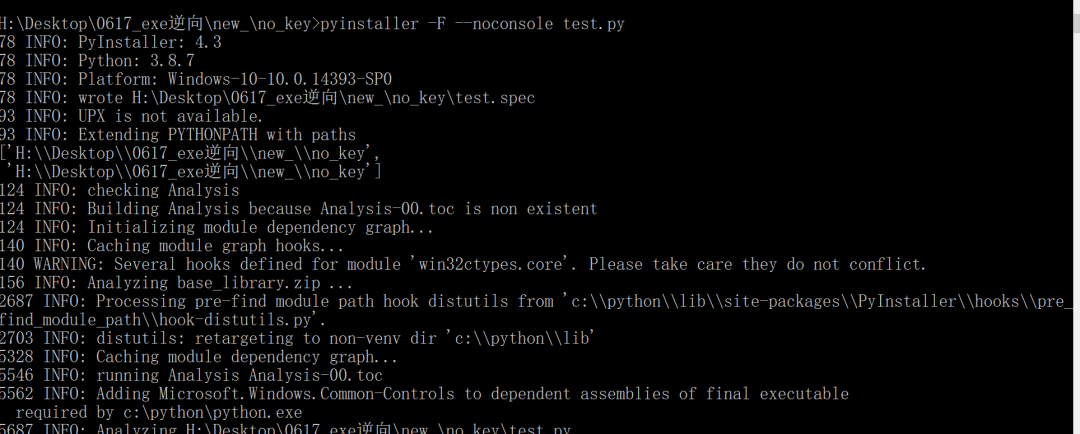 H:\Desktop\0617_exe逆向\new_\no_key>pyinstaller -F --noconsole test.py
78 INFO: PyInstaller: 4.3
78 INFO: Python: 3.8.7
78 INFO: Platform: Windows-10-10.0.14393-SP0
78 INFO: wrote H:\Desktop\0617_exe逆向\new_\no_key\test.spec
93 INFO: UPX is not available.
93 INFO: Extending PYTHONPATH with paths
['H:\\Desktop\\0617_exe逆向\\new_\\no_key',
 'H:\\Desktop\\0617_exe逆向\\new_\\no_key']
124 INFO: checking Analysis
124 INFO: Building Analysis because Analysis-00.toc is non existent
124 INFO: Initializing module dependency graph...
140 INFO: Caching module graph hooks...
140 WARNING: Several hooks defined for module 'win32ctypes.core'. Please take care they do not conflict.
156 INFO: Analyzing base_library.zip ...
2687 INFO: Processing pre-find module path hook distutils from 'c:\\python\\lib\\site-packages\\PyInstaller\\hooks\\pre_
find_module_path\\hook-distutils.py'.
2703 INFO: distutils: retargeting to non-venv dir 'c:\\python\\lib'
5328 INFO: Caching module dependency graph...
5546 INFO: running Analysis Analysis-00.toc
5562 INFO: Adding Microsoft.Windows.Common-Controls to dependent assemblies of final executable
  required by c:\python\python.exe
5687 INFO: Analyzing H:\Desktop\0617_exe逆向\new_\no_key\test.py